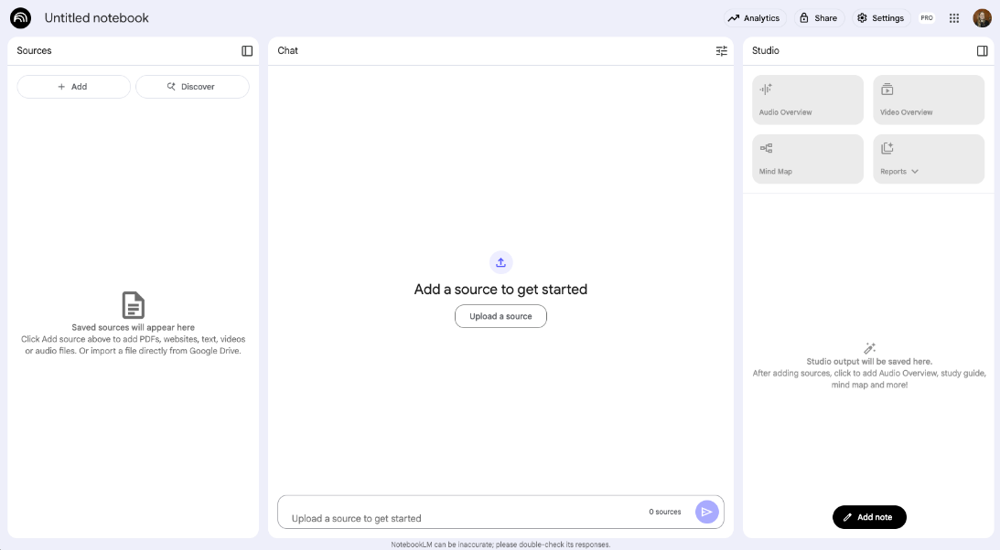 Untitled notebook
Analytics
Share
Settings
PRO
Sources
Add
Discover
Saved sources will appear here
Click Add source above to add PDFs, websites, text, videos
or audio files. Or import a file directly from Google Drive.
Chat
Add a source to get started
Upload a source
Upload a source to get started
0 sources
NotebookLM can be inaccurate; please double-check its responses.
Studio
Audio Overview
Video Overview
Mind Map
Reports
Studio output will be saved here.
After adding sources, click to add Audio Overview, study guide,
mind map and more!
Add note